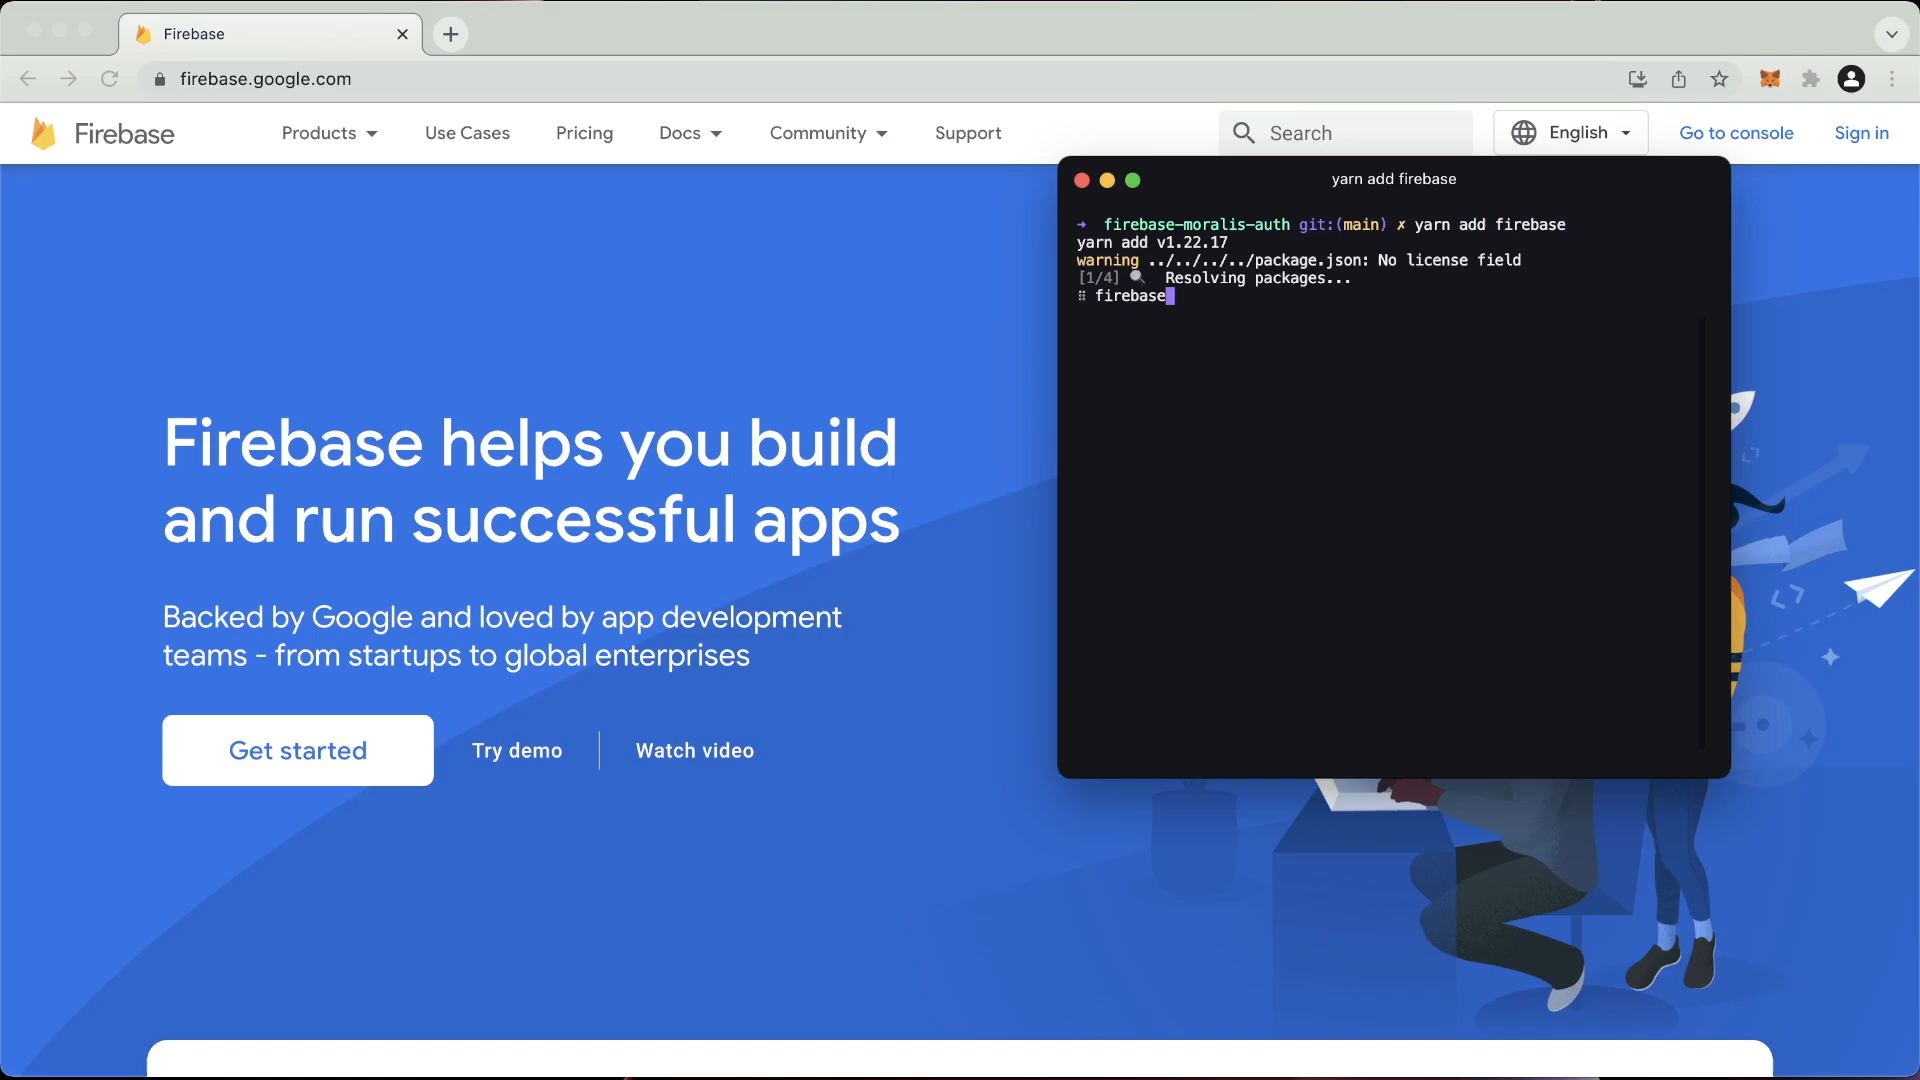 Firebase
firebase.google.com
Firebase Products Use Cases Pricing Docs Community Support Search English Go to console Sign in
yarn add firebase
➜ firebase-moralis-auth git:(main) ✗ yarn add firebase
yarn add v1.22.17
warning ../../../../package.json: No license field
[1/4] 🔍 Resolving packages...
⠿ firebase
Firebase helps you build
and run successful apps
Backed by Google and loved by app development
teams - from startups to global enterprises
Get started Try demo Watch video